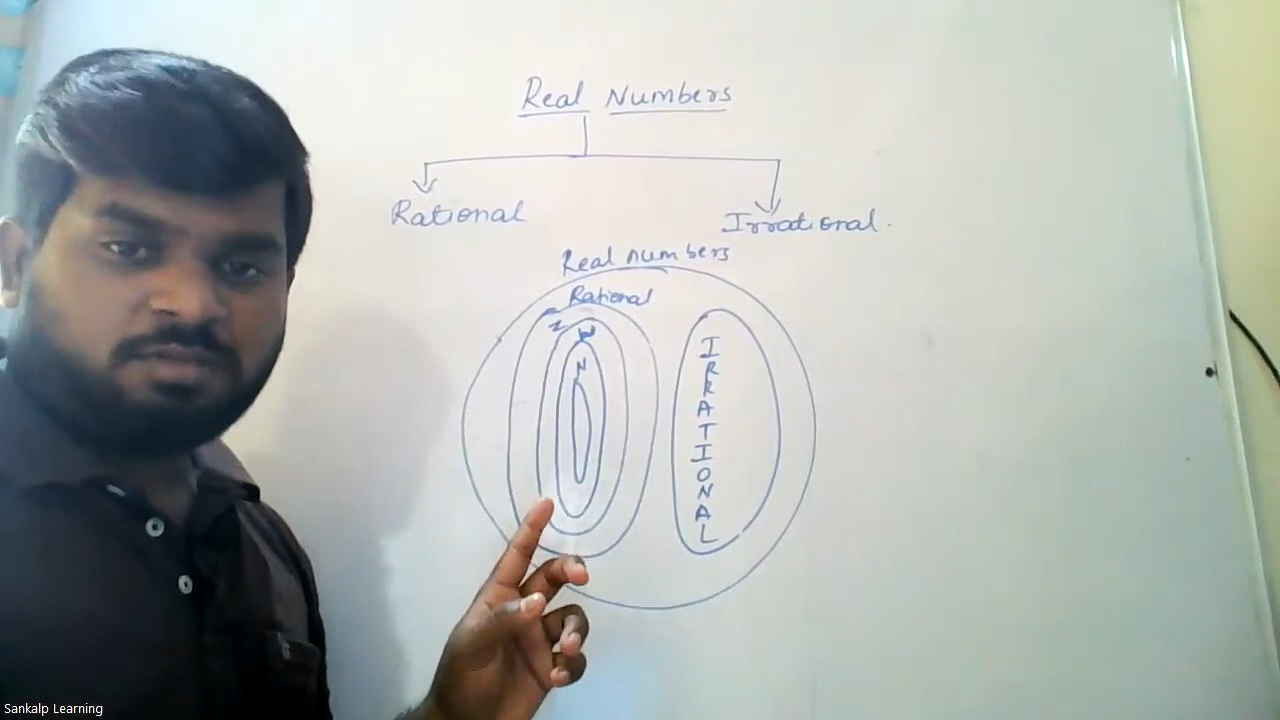 Real Numbers
Rational
Irrational.
Real numbers
Rational
Z
W
N
IRRATIONAL
Sankalp Learning